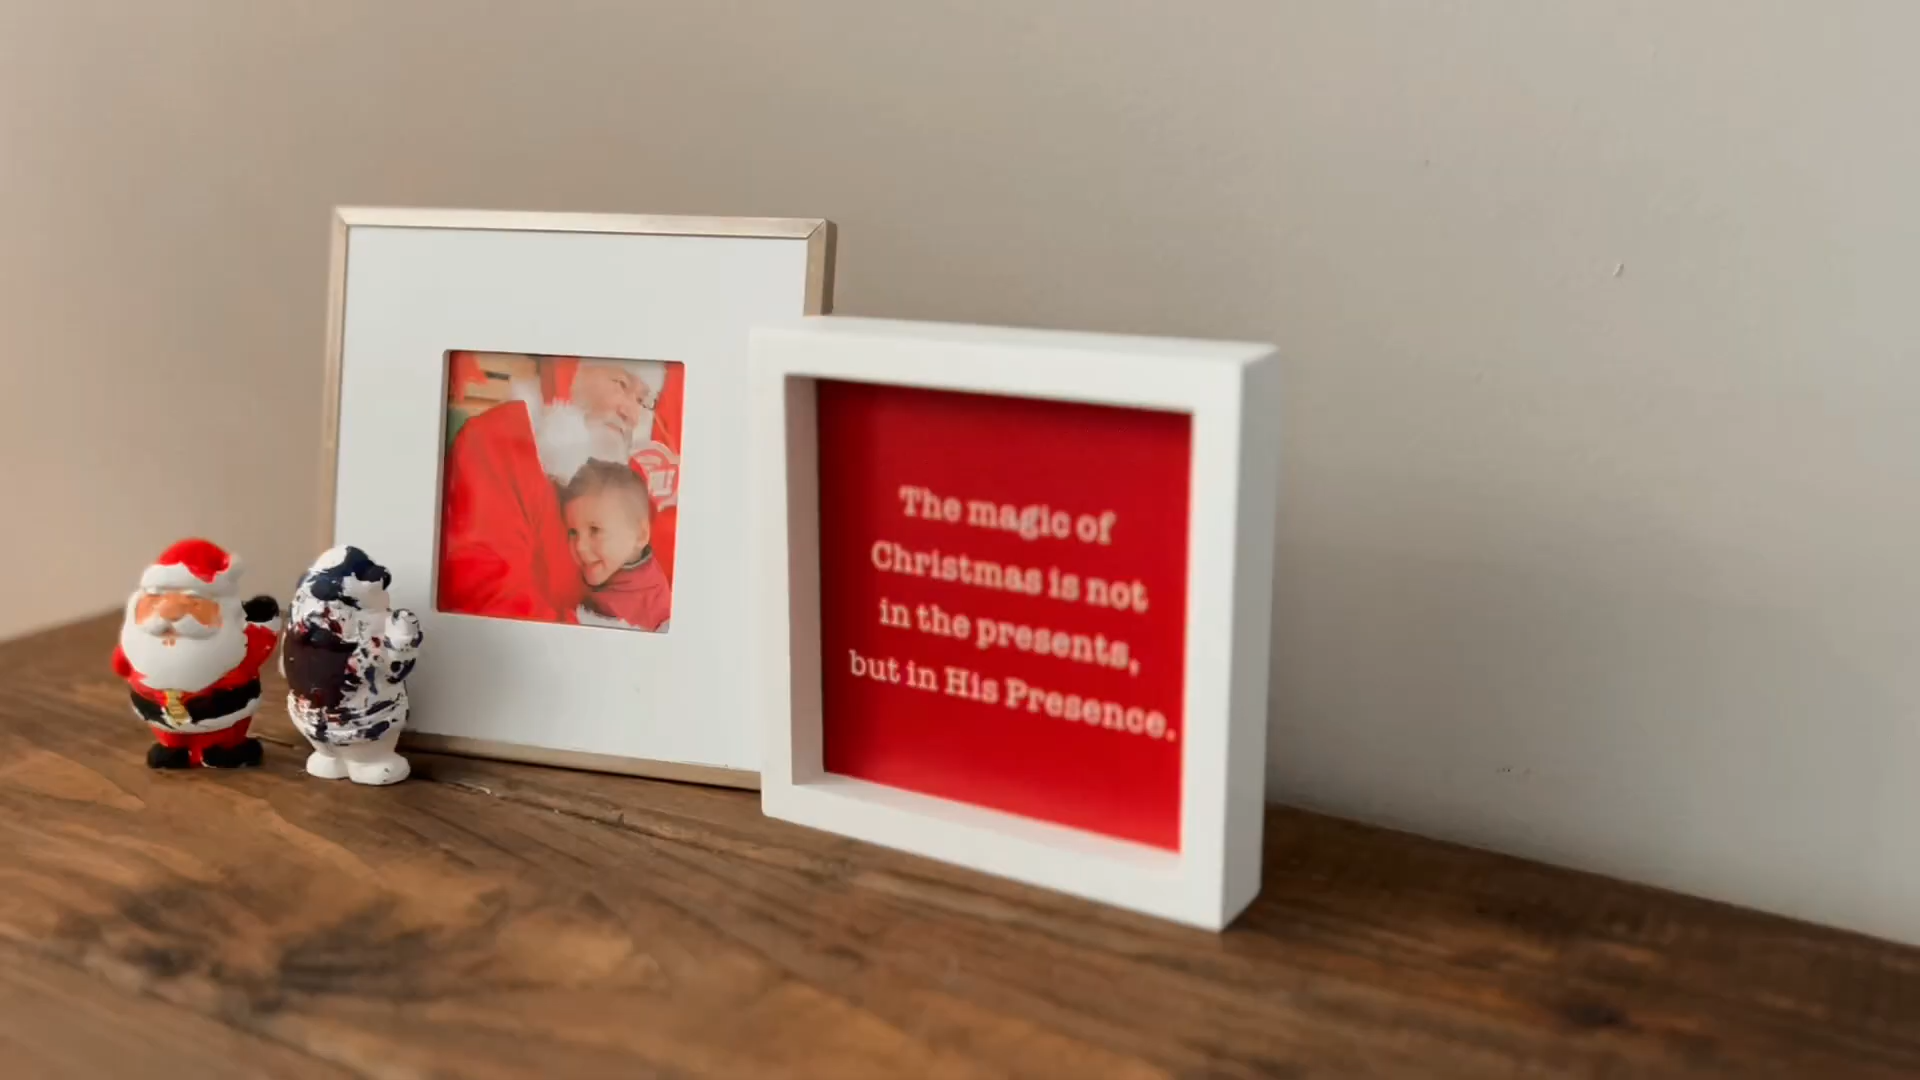 The magic of
Christmas is not
in the presents,
but in His Presence.